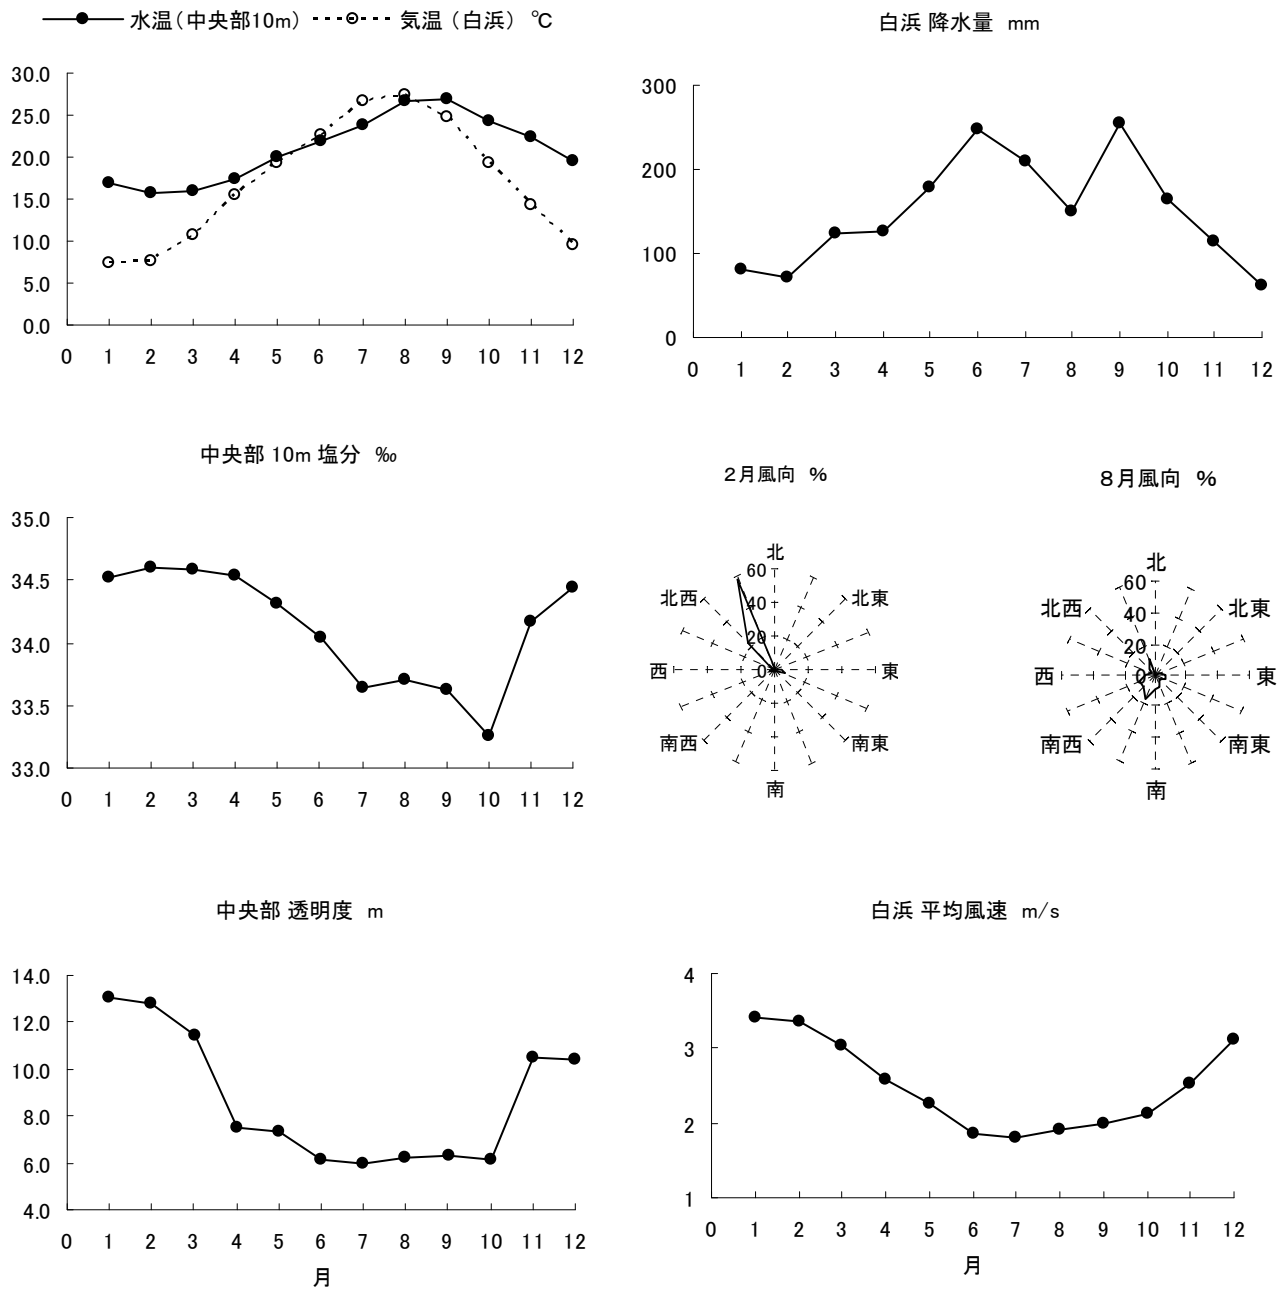 水温（中央部10m） 気温（白浜） ℃
30.0
25.0
20.0
15.0
10.0
5.0
0.0
0 1 2 3 4 5 6 7 8 9 10 11 12
白浜 降水量 mm
300
200
100
0
0 1 2 3 4 5 6 7 8 9 10 11 12
中央部 10m 塩分 ‰
35.0
34.5
34.0
33.5
33.0
0 1 2 3 4 5 6 7 8 9 10 11 12
２月風向 ％
北
60
北西 40 北東
20
西 0 東
南西 南東
南
８月風向 ％
北
60
北西 40 北東
20
西 0 東
南西 南東
南
中央部 透明度 m
14.0
12.0
10.0
8.0
6.0
4.0
0 1 2 3 4 5 6 7 8 9 10 11 12
月
白浜 平均風速 m/s
4
3
2
1
0 1 2 3 4 5 6 7 8 9 10 11 12
月